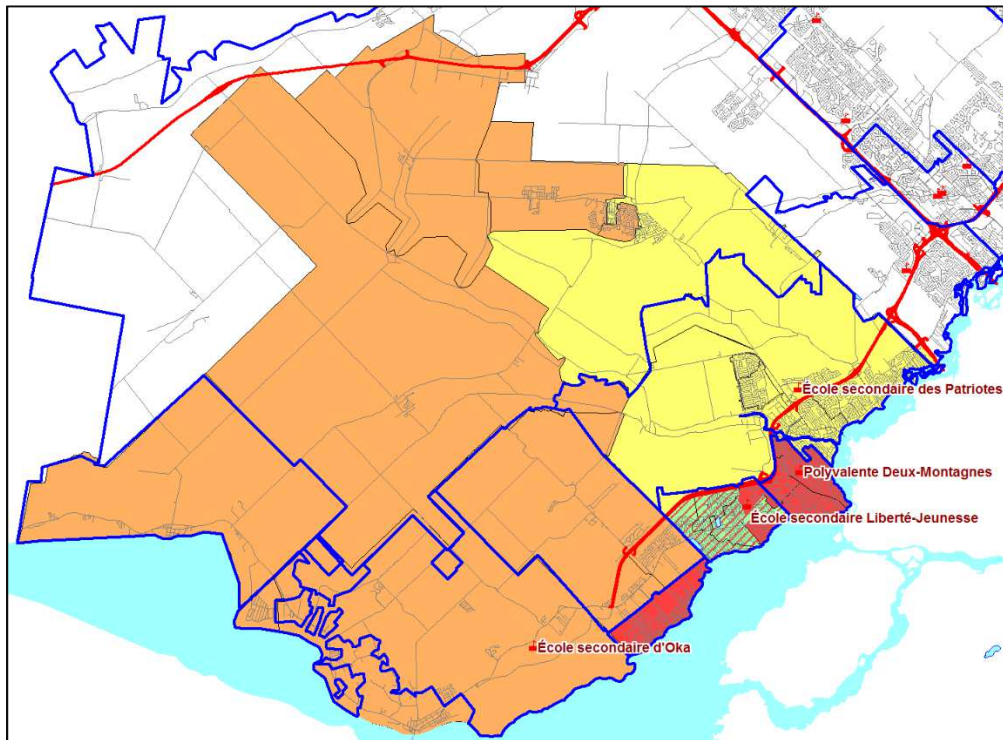 École secondaire des Patriotes
Polyvalente Deux-Montagnes
École secondaire Liberté-Jeunesse
École secondaire d'Oka